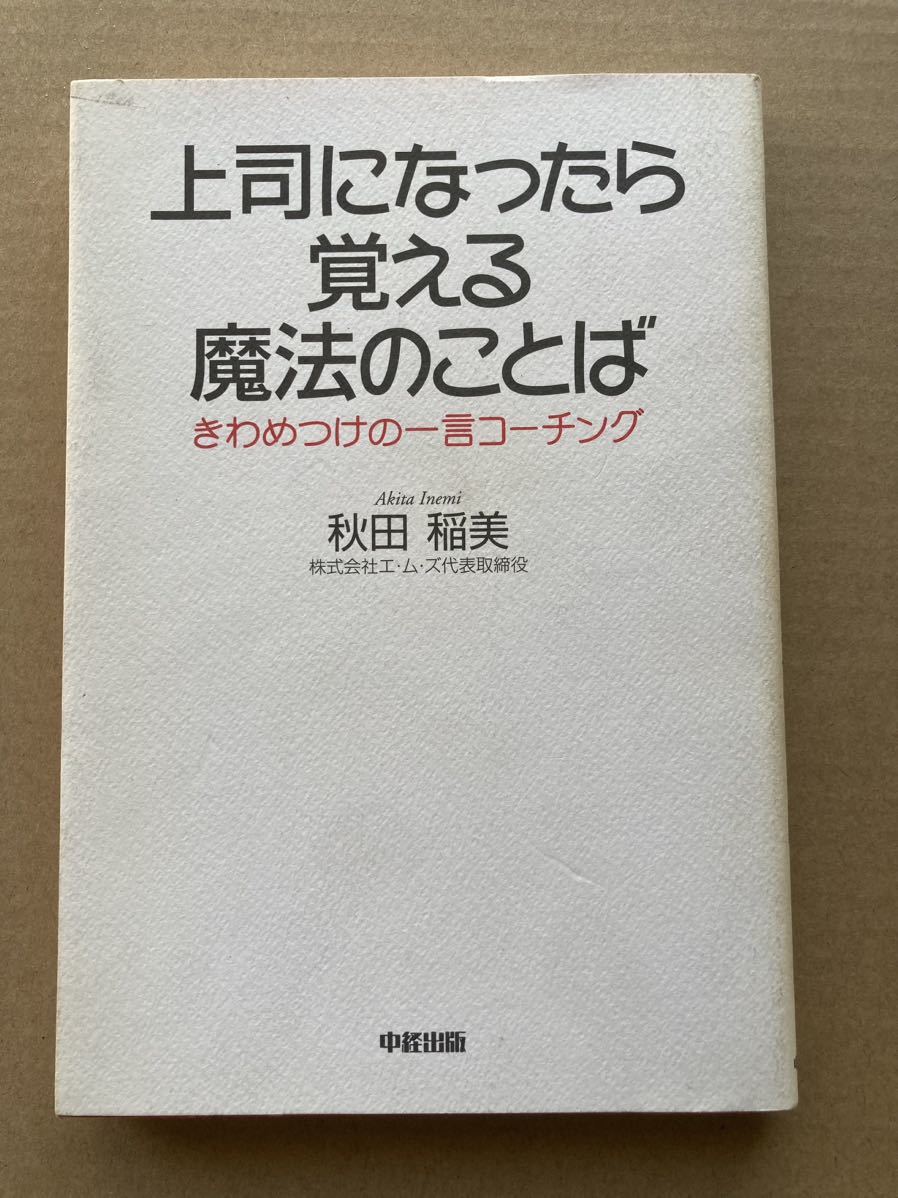 上司になったら
覚える
魔法のことば
きわめつけの一言コーチング
Akita Inemi
秋田 稲美
株式会社エ・ム・ズ代表取締役
中経出版